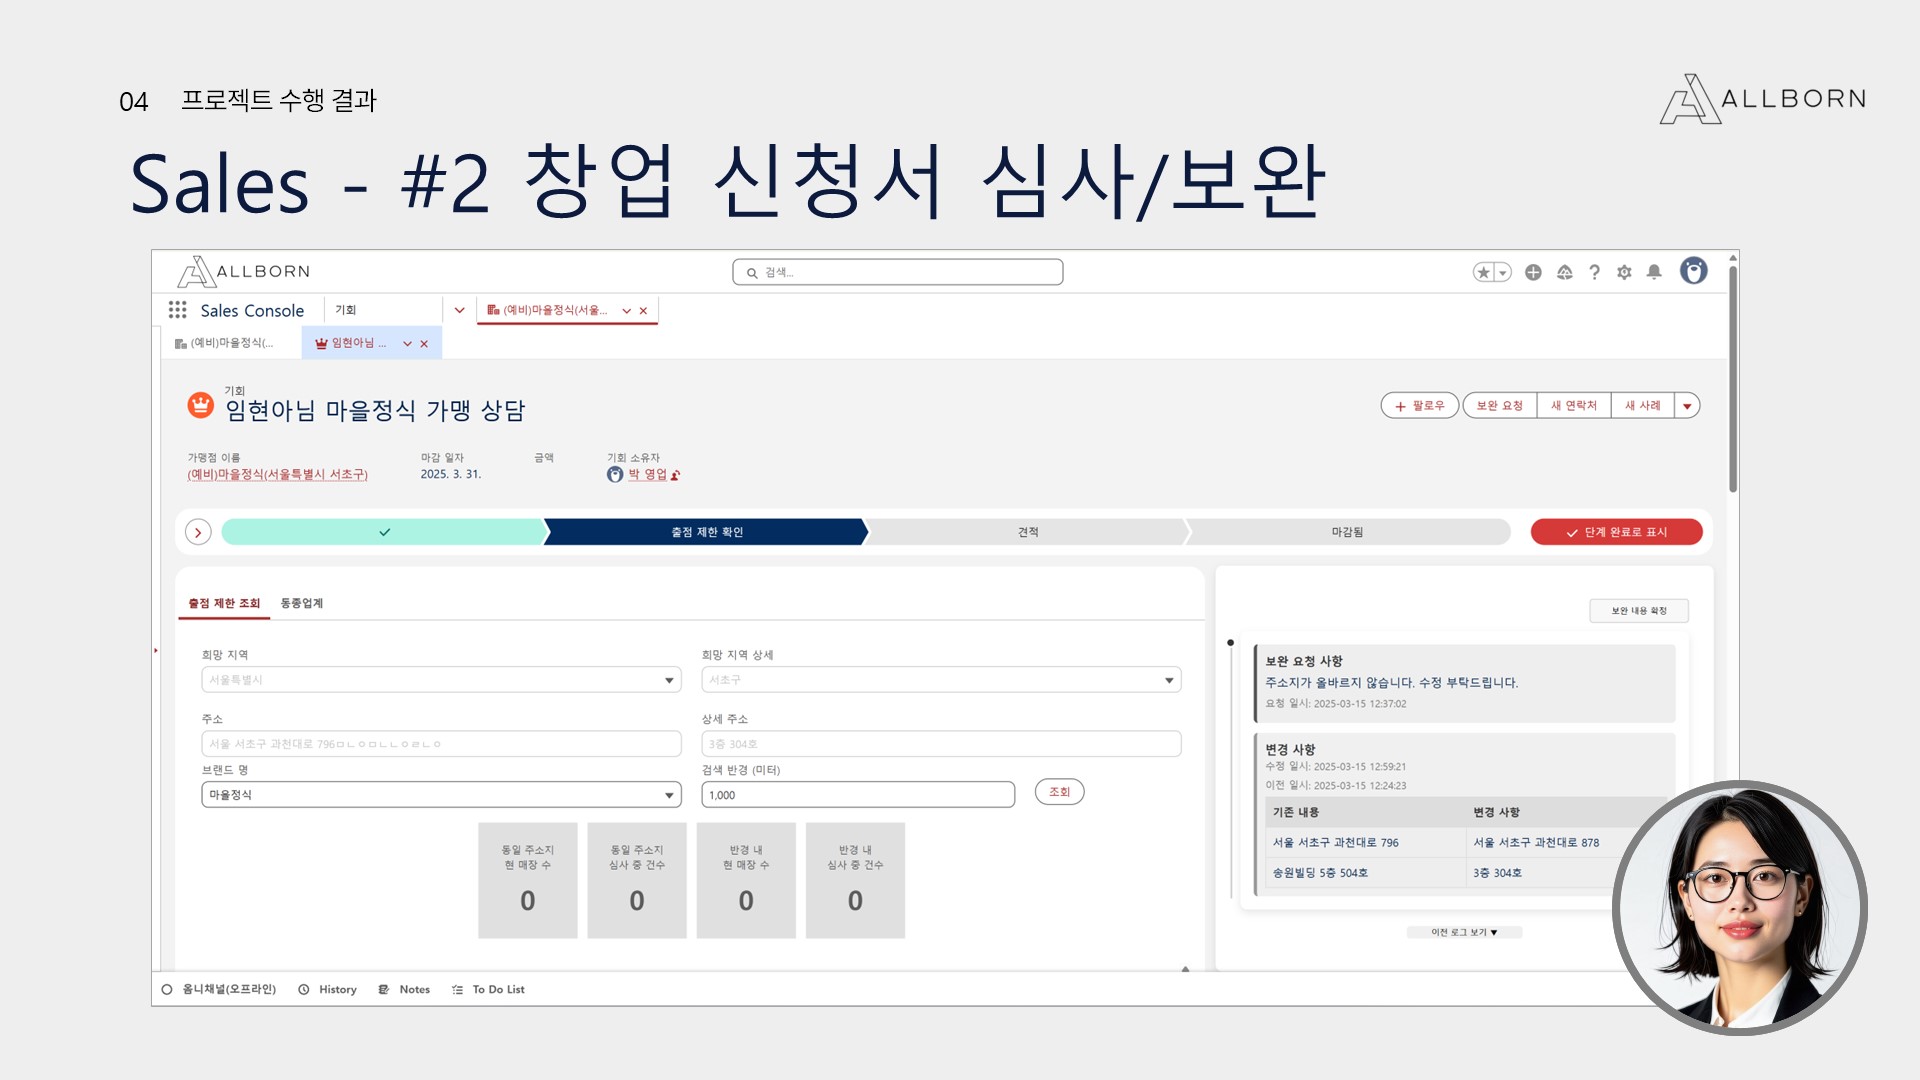 04 프로젝트 수행 결과
ALLBORN
Sales - #2 창업 신청서 심사/보완
ALLBORN
검색...
Sales Console
기회
(예비)마을정식(서울...
(예비)마을정식(...
임현아님 ...
기회
임현아님 마을정식 가맹 상담
팔로우
보완 요청
새 연락처
새 사례
가맹점 이름
마감 일자
금액
기회 소유자
(예비)마을정식(서울특별시 서초구)
2025. 3. 31.
박 영업
출점 제한 확인
견적
마감됨
단계 완료로 표시
출점 제한 조회
동종업계
희망 지역
희망 지역 상세
서울특별시
서초구
주소
상세 주소
서울 서초구 과천대로 796ㅁㄴㅇㅁㄴㄴㅇㄹㄴㅇ
3층 304호
브랜드 명
검색 반경 (미터)
마을정식
1,000
조회
동일 주소지
현 매장 수
0
동일 주소지
심사 중 건수
0
반경 내
현 매장 수
0
반경 내
심사 중 건수
0
보완 내용 확정
보완 요청 사항
주소지가 올바르지 않습니다. 수정 부탁드립니다.
요청 일시: 2025-03-15 12:37:02
변경 사항
수정 일시: 2025-03-15 12:59:21
이전 일시: 2025-03-15 12:24:23
기존 내용
변경 사항
서울 서초구 과천대로 796
서울 서초구 과천대로 878
송원빌딩 5층 504호
3층 304호
이전 로그 보기 ▼
옴니채널(오프라인)
History
Notes
To Do List